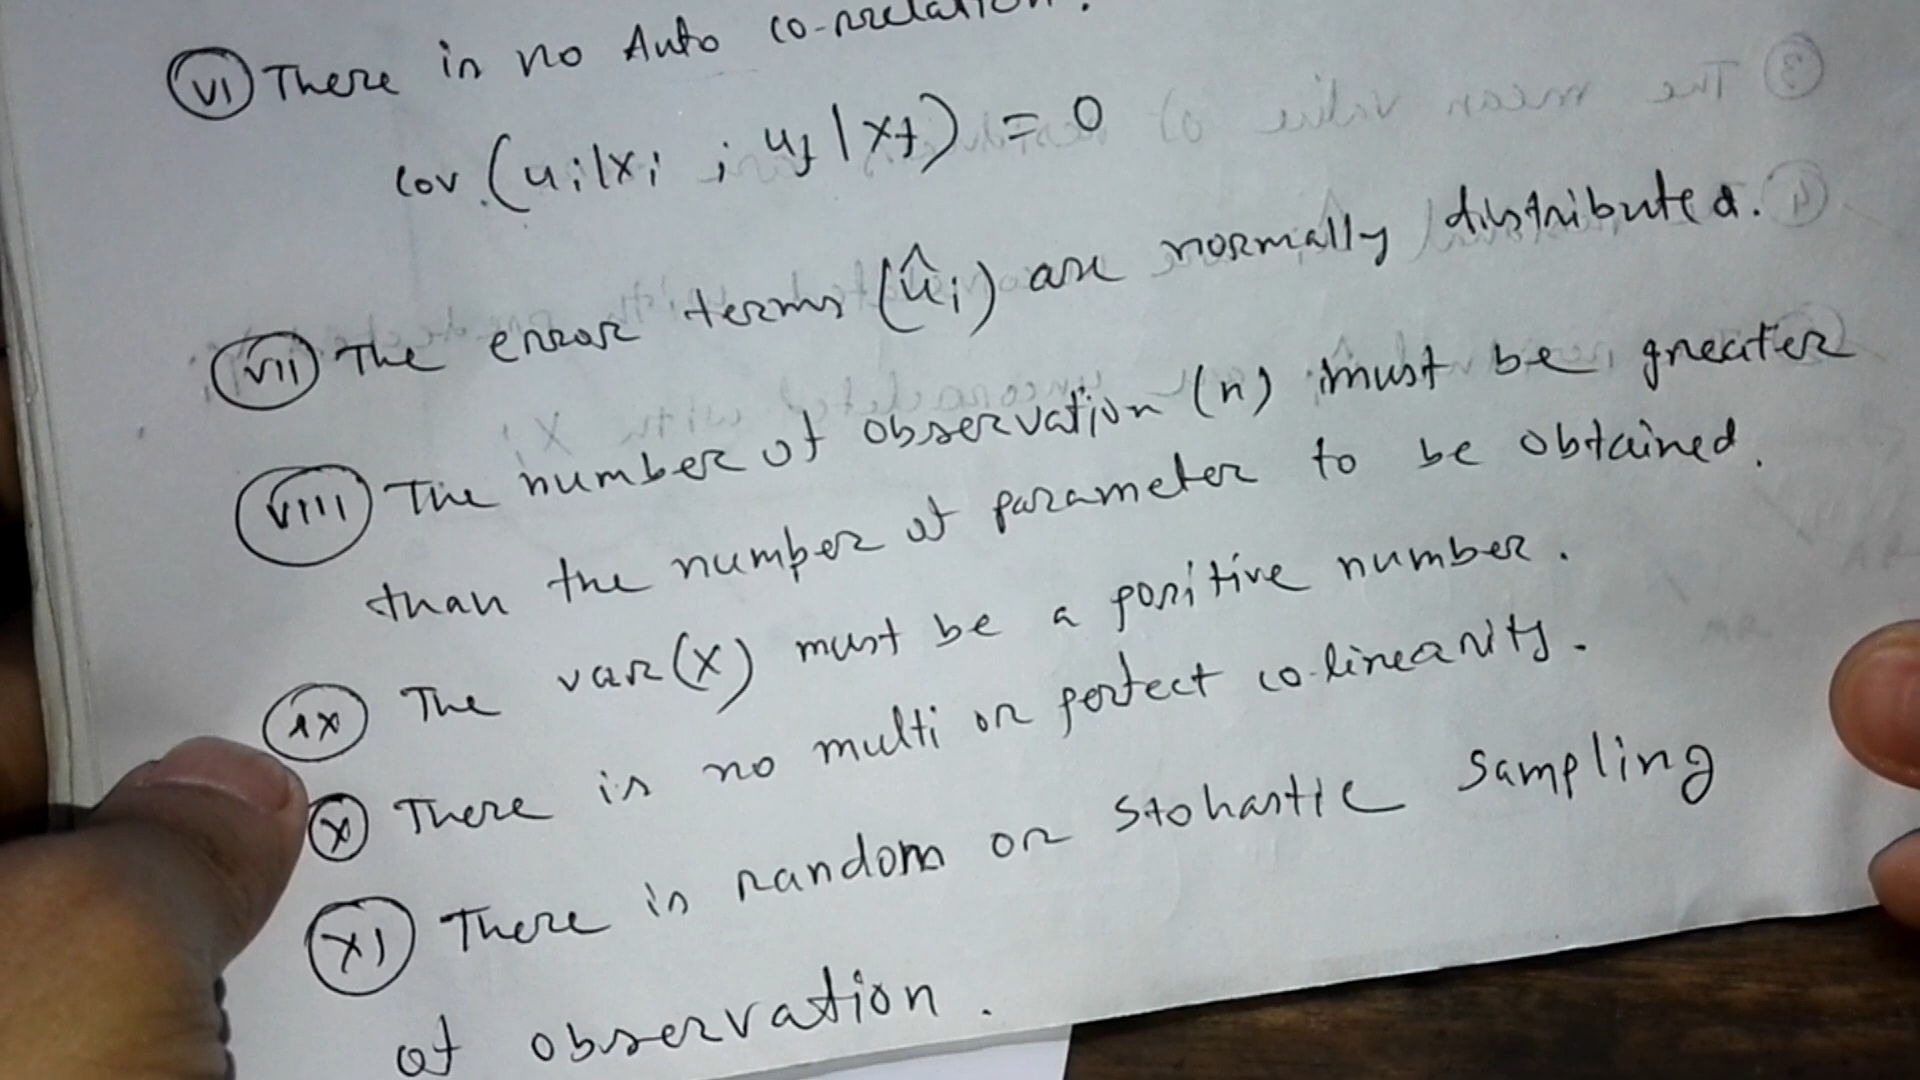 (VI) There is no Auto co-rrelation.
cov.(ui|xi ; uj|xj) = 0
(VII) The error terms (ûi) are normally distributed.
(VIII) The number of observation (n) must be greater
than the number of parameter to be obtained.
(IX) The var(x) must be a positive number.
(X) There is no multi or perfect co-linearity.
(XI) There is random or stohastic sampling
of observation.